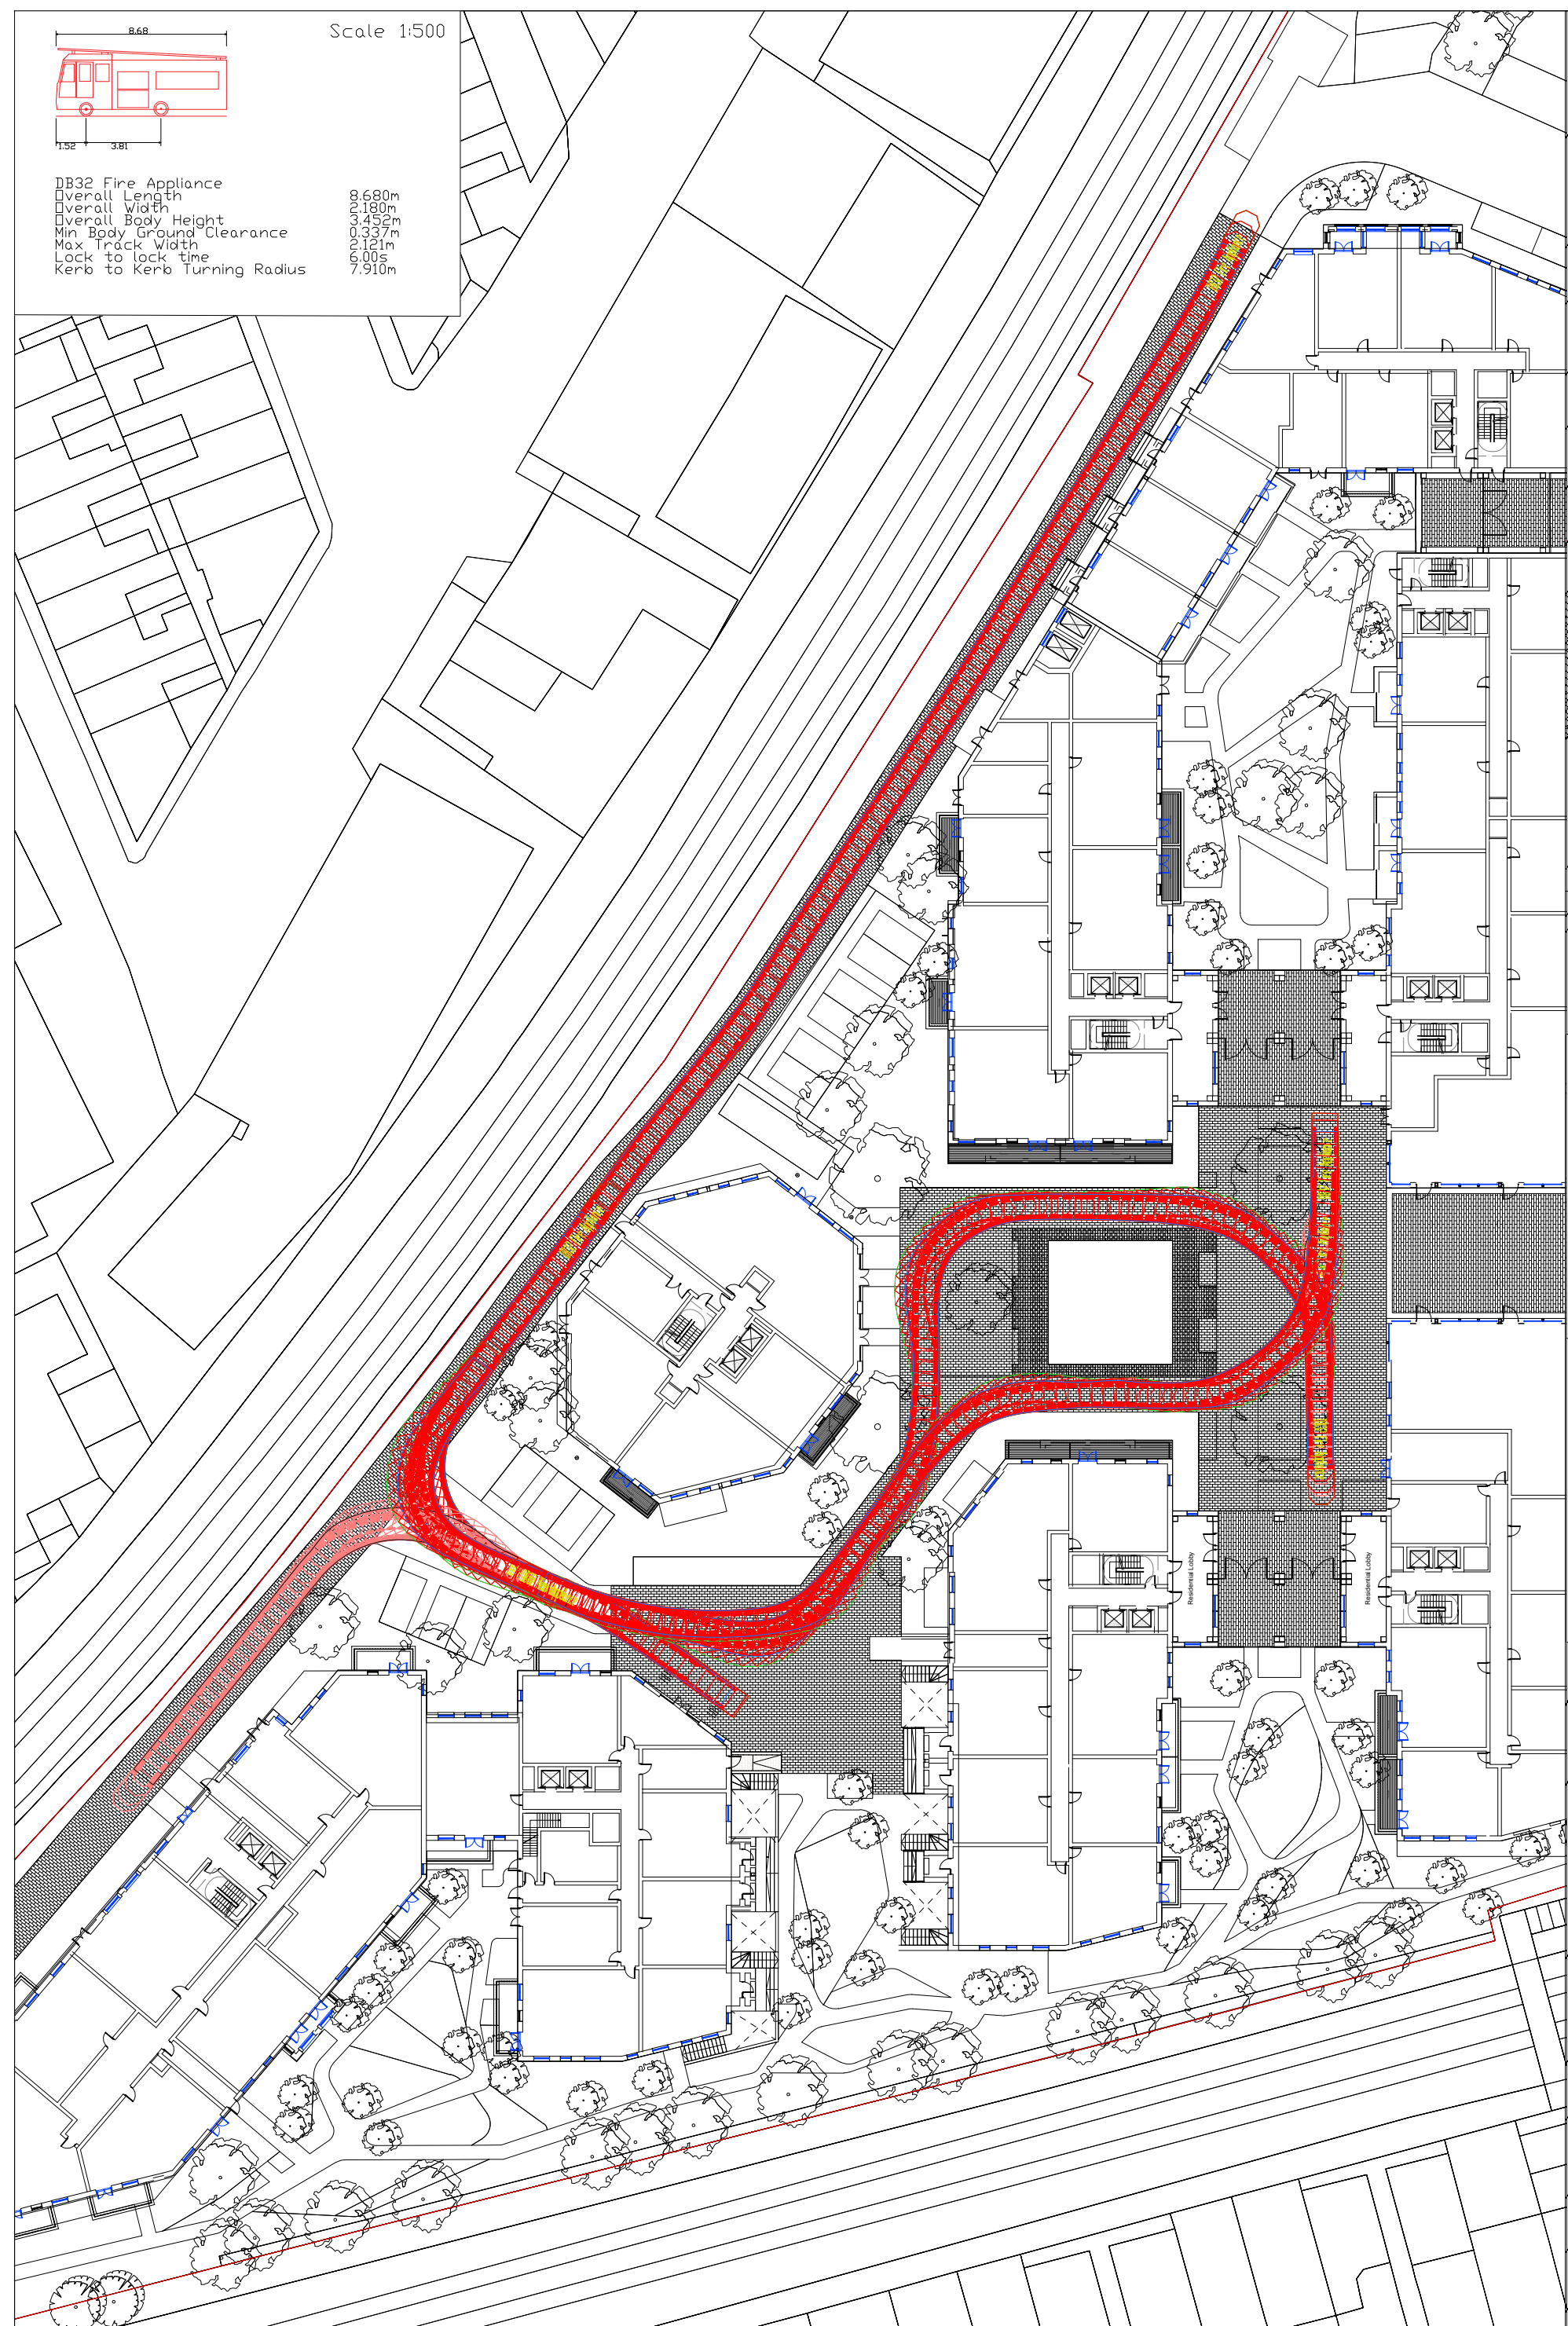 8.68
Scale 1:500
1.52
3.81
DB32 Fire Appliance
Overall Length 8.680m
Overall Width 2.180m
Overall Body Height 3.452m
Min Body Ground Clearance 0.337m
Max Track Width 2.121m
Lock to lock time 6.00s
Kerb to Kerb Turning Radius 7.910m
Residential Lobby
Residential Lobby